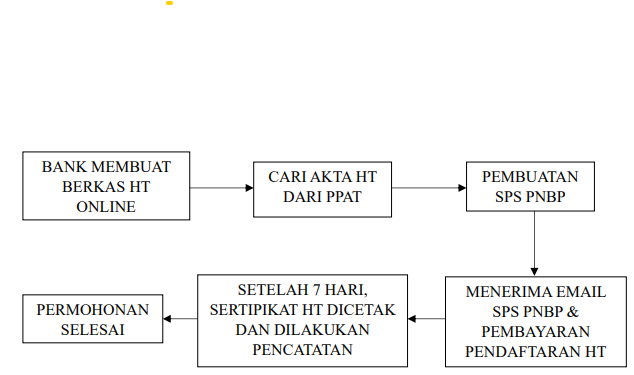 BANK MEMBUAT
BERKAS HT
ONLINE
CARI AKTA HT
DARI PPAT
PEMBUATAN
SPS PNBP
MENERIMA EMAIL
SPS PNBP &
PEMBAYARAN
PENDAFTARAN HT
SETELAH 7 HARI,
SERTIPIKAT HT DICETAK
DAN DILAKUKAN
PENCATATAN
PERMOHONAN
SELESAI